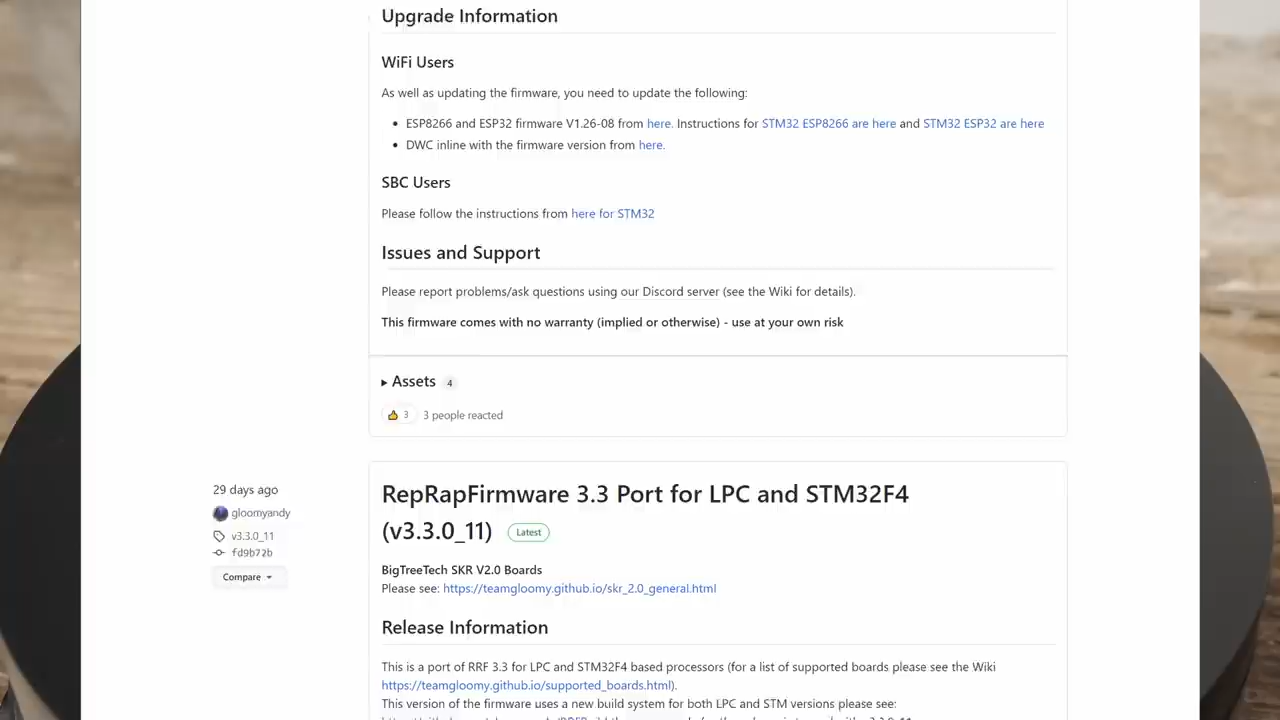 Upgrade Information
WiFi Users
As well as updating the firmware, you need to update the following:
ESP8266 and ESP32 firmware V1.26-08 from here. Instructions for STM32 ESP8266 are here and STM32 ESP32 are here
DWC inline with the firmware version from here.
SBC Users
Please follow the instructions from here for STM32
Issues and Support
Please report problems/ask questions using our Discord server (see the Wiki for details).
This firmware comes with no warranty (implied or otherwise) - use at your own risk
Assets 4
3
3 people reacted
29 days ago
gloomyandy
v3.3.0_11
fd9b72b
Compare
RepRapFirmware 3.3 Port for LPC and STM32F4
(v3.3.0_11) Latest
BigTreeTech SKR V2.0 Boards
Please see: https://teamgloomy.github.io/skr_2.0_general.html
Release Information
This is a port of RRF 3.3 for LPC and STM32F4 based processors (for a list of supported boards please see the Wiki
https://teamgloomy.github.io/supported_boards.html).
This version of the firmware uses a new build system for both LPC and STM versions please see: